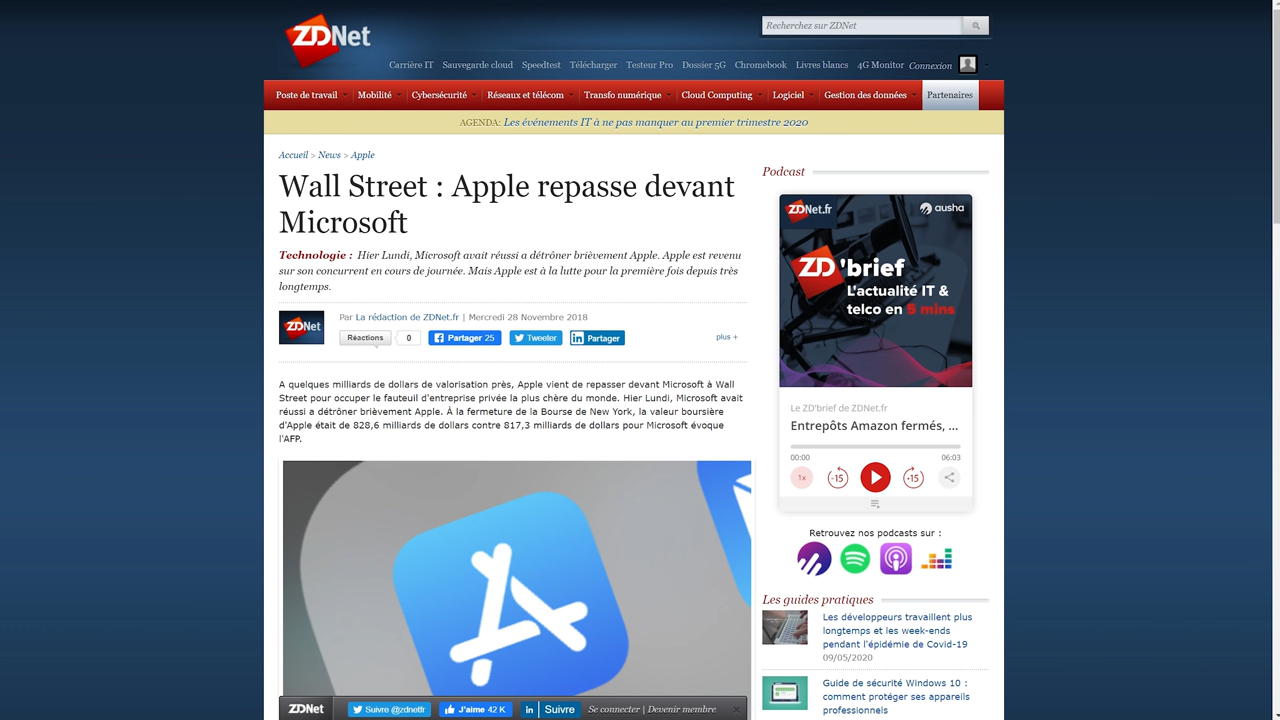 ZDNet
Recherchez sur ZDNet
Carrière IT Sauvegarde cloud Speedtest Télécharger Testeur Pro Dossier 5G Chromebook Livres blancs 4G Monitor Connexion
Poste de travail Mobilité Cybersécurité Réseaux et télécom Transfo numérique Cloud Computing Logiciel Gestion des données Partenaires
AGENDA: Les événements IT à ne pas manquer au premier trimestre 2020
Accueil > News > Apple
Wall Street : Apple repasse devant
Microsoft
Technologie : Hier Lundi, Microsoft avait réussi a détrôner brièvement Apple. Apple est revenu
sur son concurrent en cours de journée. Mais Apple est à la lutte pour la première fois depuis très
longtemps.
ZDNet
Par La rédaction de ZDNet.fr | Mercredi 28 Novembre 2018
Réactions 0 Partager 25 Tweeter Partager plus +
A quelques milliards de dollars de valorisation près, Apple vient de repasser devant Microsoft à Wall
Street pour occuper le fauteuil d'entreprise privée la plus chère du monde. Hier Lundi, Microsoft avait
réussi a détrôner brièvement Apple. À la fermeture de la Bourse de New York, la valeur boursière
d'Apple était de 828,6 milliards de dollars contre 817,3 milliards de dollars pour Microsoft évoque
l'AFP.
ZDNet Suivre @zdnetfr J'aime 42 K Suivre Se connecter | Devenir membre
Podcast
ZDNet.fr ausha
ZD'brief
L'actualité IT &
telco en 5 mins
Le ZD'brief de ZDNet.fr
Entrepôts Amazon fermés, ...
00:00 06:03
1x -15 +15
Retrouvez nos podcasts sur :
Les guides pratiques
Les développeurs travaillent plus
longtemps et les week-ends
pendant l'épidémie de Covid-19
09/05/2020
Guide de sécurité Windows 10 :
comment protéger ses appareils
professionnels